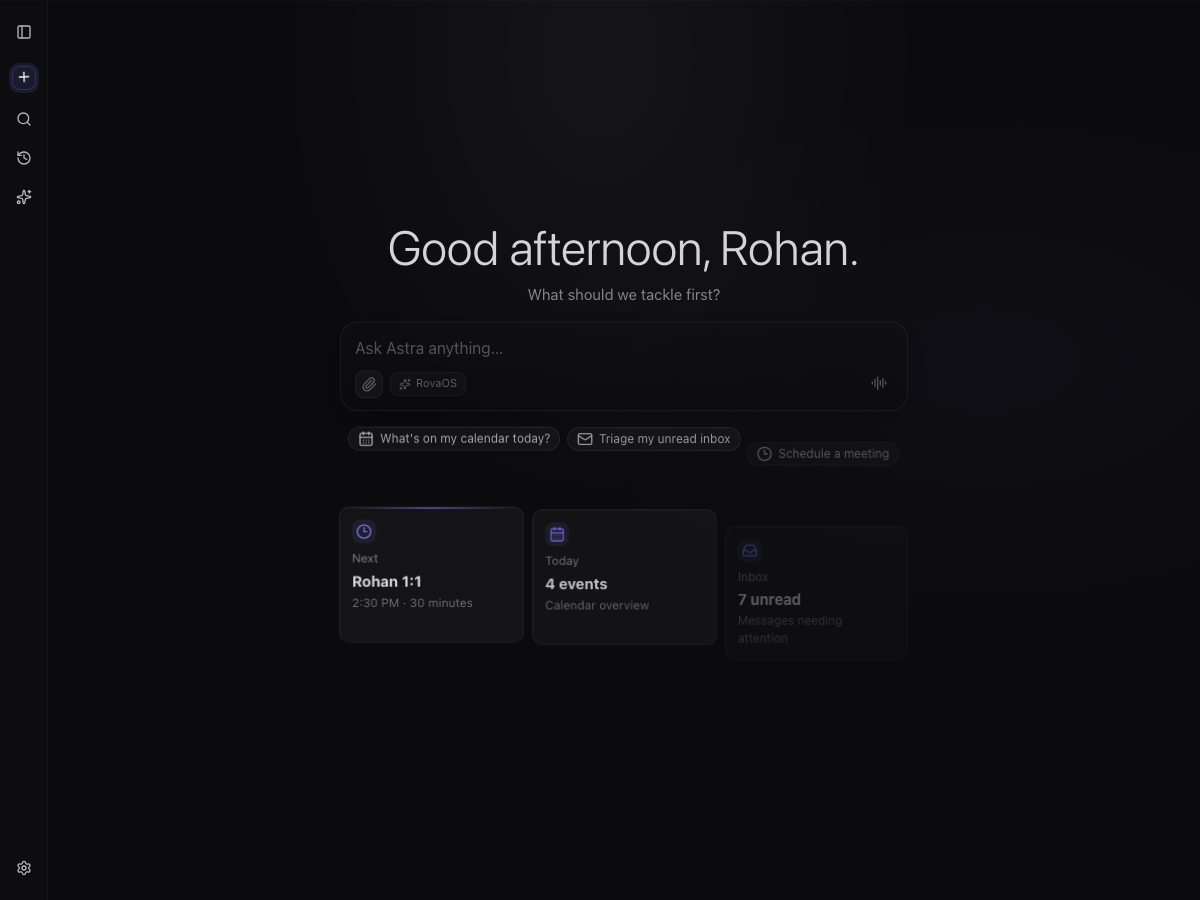 Good afternoon, Rohan.
What should we tackle first?
Ask Astra anything...
RovaOS
What's on my calendar today?
Triage my unread inbox
Schedule a meeting
Next
Rohan 1:1
2:30 PM · 30 minutes
Today
4 events
Calendar overview
Inbox
7 unread
Messages needing
attention